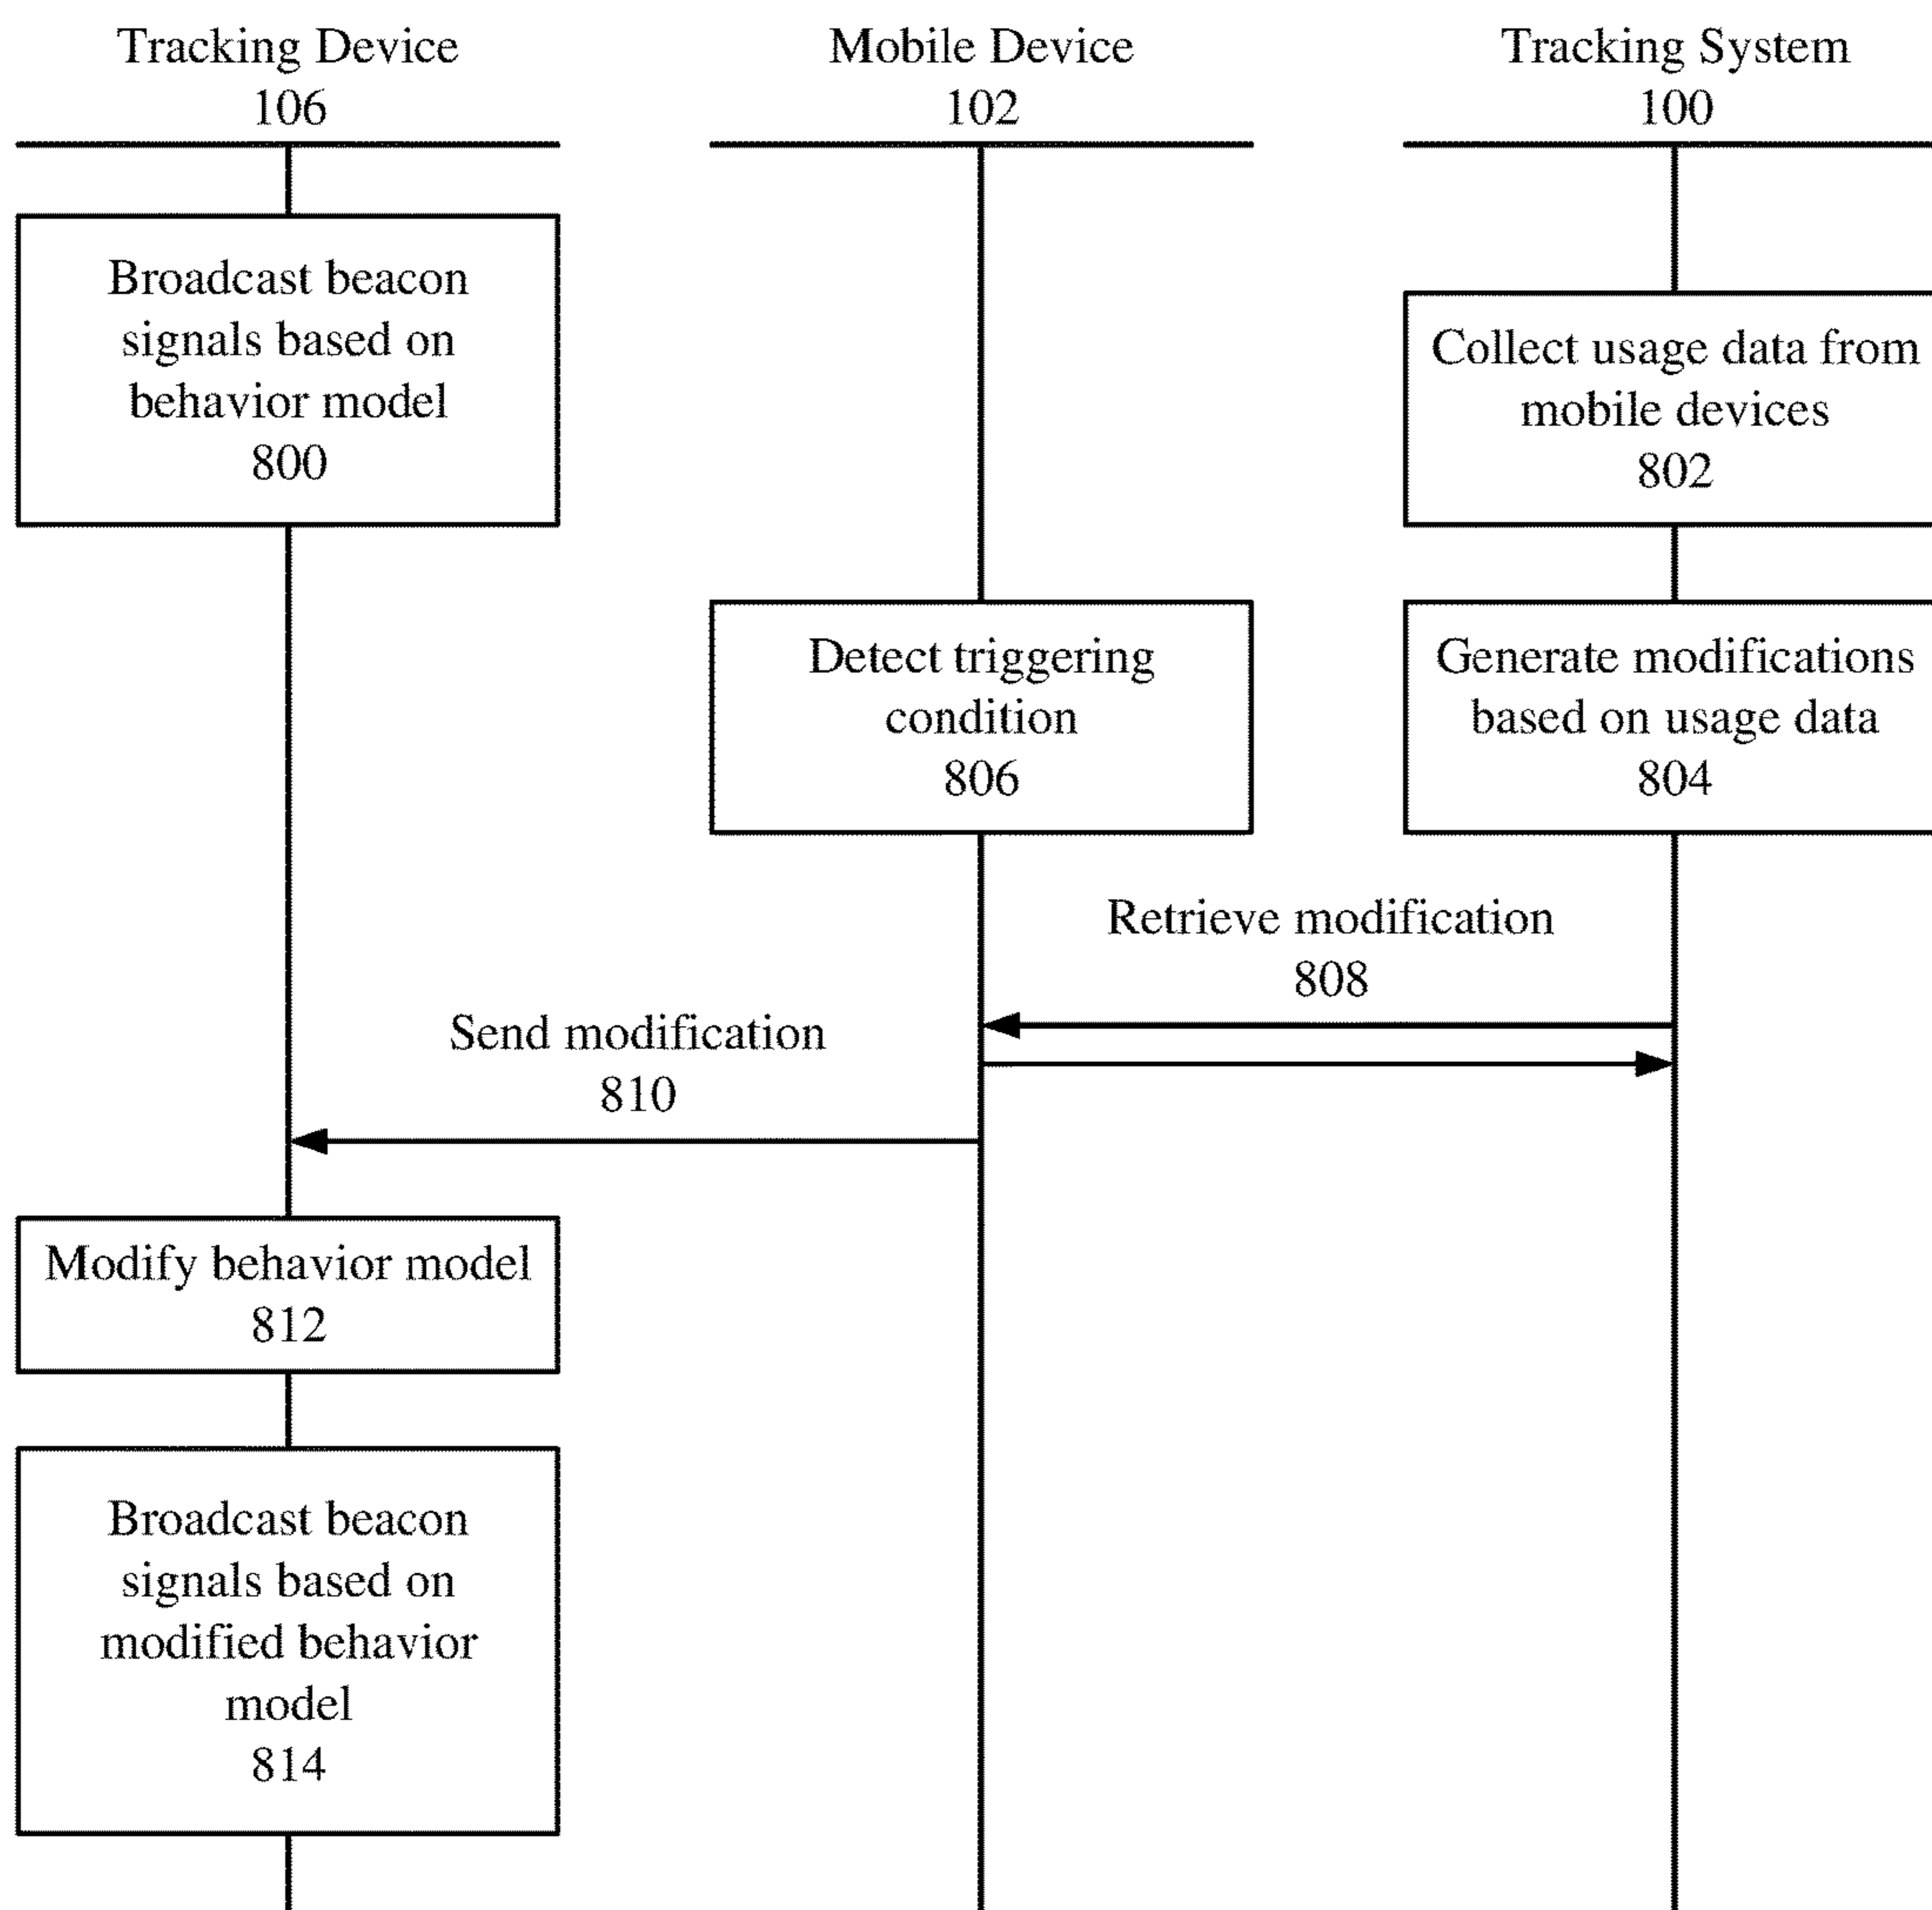 Tracking Device
106
Mobile Device
102
Tracking System
100
Broadcast beacon
signals based on
behavior model
800
Collect usage data from
mobile devices
802
Detect triggering
condition
806
Generate modifications
based on usage data
804
Retrieve modification
808
Send modification
810
Modify behavior model
812
Broadcast beacon
signals based on
modified behavior
model
814